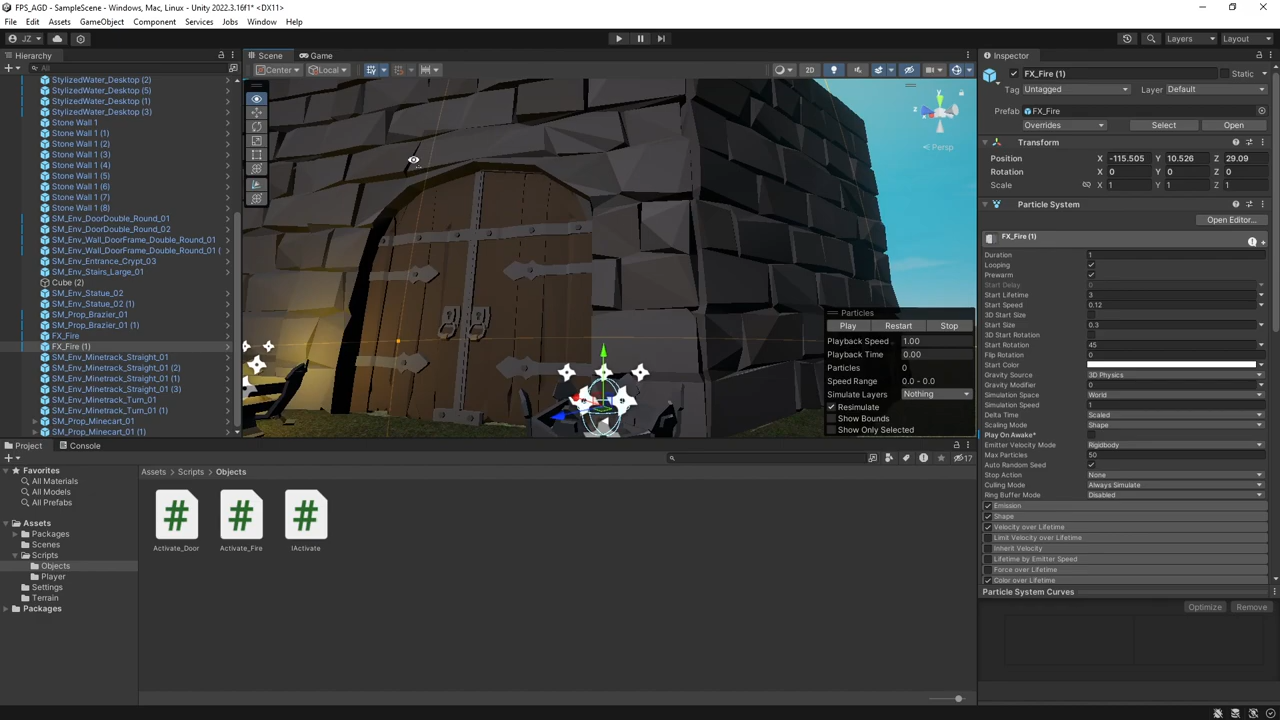 FPS_AGD - SampleScene - Windows, Mac, Linux - Unity 2022.3.16f1* <DX11>
File Edit Assets GameObject Component Services Jobs Window Help
JZ
Layers Layout
Hierarchy
All
StylizedWater_Desktop (2)
StylizedWater_Desktop (5)
StylizedWater_Desktop (1)
StylizedWater_Desktop (3)
Stone Wall 1
Stone Wall 1 (1)
Stone Wall 1 (2)
Stone Wall 1 (3)
Stone Wall 1 (4)
Stone Wall 1 (5)
Stone Wall 1 (6)
Stone Wall 1 (7)
Stone Wall 1 (8)
SM_Env_DoorDouble_Round_01
SM_Env_DoorDouble_Round_02
SM_Env_Wall_DoorFrame_Double_Round_01
SM_Env_Wall_DoorFrame_Double_Round_01 (
SM_Env_Entrance_Crypt_03
SM_Env_Stairs_Large_01
Cube (2)
SM_Env_Statue_02
SM_Env_Statue_02 (1)
SM_Prop_Brazier_01
SM_Prop_Brazier_01 (1)
FX_Fire
FX_Fire (1)
SM_Env_Minetrack_Straight_01
SM_Env_Minetrack_Straight_01 (2)
SM_Env_Minetrack_Straight_01 (1)
SM_Env_Minetrack_Straight_01 (3)
SM_Env_Minetrack_Turn_01
SM_Env_Minetrack_Turn_01 (1)
SM_Prop_Minecart_01
SM_Prop_Minecart_01 (1)
Scene Game
Center Local 2D
y
Persp
Particles
Play Restart Stop
Playback Speed 1.00
Playback Time 0.00
Particles 0
Speed Range 0.0 - 0.0
Simulate Layers Nothing
Resimulate
Show Bounds
Show Only Selected
Inspector
FX_Fire (1) Static
Tag Untagged Layer Default
Prefab FX_Fire
Overrides Select Open
Transform
Position X -115.505 Y 10.526 Z 29.09
Rotation X 0 Y 0 Z 0
Scale X 1 Y 1 Z 1
Particle System
Open Editor...
FX_Fire (1)
Duration 1
Looping
Prewarm
Start Delay 0
Start Lifetime 3
Start Speed 0.12
3D Start Size
Start Size 0.3
3D Start Rotation
Start Rotation 45
Flip Rotation 0
Start Color
Gravity Source 3D Physics
Gravity Modifier 0
Simulation Space World
Simulation Speed 1
Delta Time Scaled
Scaling Mode Shape
Play On Awake*
Emitter Velocity Mode Rigidbody
Max Particles 50
Auto Random Seed
Stop Action None
Culling Mode Always Simulate
Ring Buffer Mode Disabled
Emission
Shape
Velocity over Lifetime
Limit Velocity over Lifetime
Inherit Velocity
Lifetime by Emitter Speed
Force over Lifetime
Color over Lifetime
Particle System Curves
Optimize Remove
Project Console
17
Favorites
All Materials
All Models
All Prefabs
Assets
Packages
Scenes
Scripts
Objects
Player
Settings
Terrain
Packages
Assets Scripts Objects
Activate_Door Activate_Fire IActivate